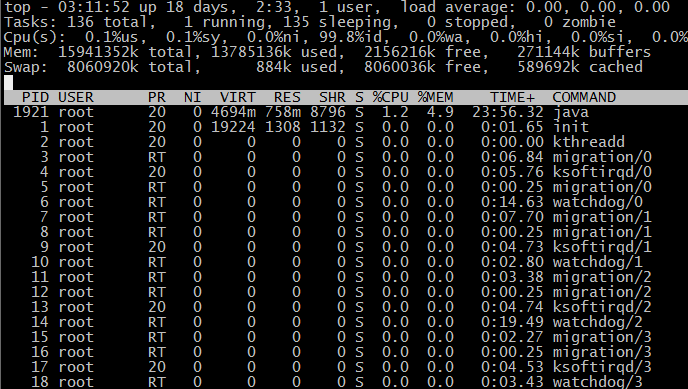 top - 03:11:52 up 18 days,  2:33,  1 user,  load average: 0.00, 0.00, 0.00
Tasks: 136 total,   1 running, 135 sleeping,   0 stopped,   0 zombie
Cpu(s):  0.1%us,  0.1%sy,  0.0%ni, 99.8%id,  0.0%wa,  0.0%hi,  0.0%si,  0.0%
Mem:  15941352k total, 13785136k used,  2156216k free,   271144k buffers
Swap:  8060920k total,      884k used,  8060036k free,   589692k cached
PID USER      PR  NI  VIRT  RES  SHR S %CPU %MEM    TIME+  COMMAND
1921 root      20   0 4694m 758m 8796 S  1.2  4.9  23:56.32 java
1 root      20   0 19224 1308 1132 S  0.0  0.0   0:01.65 init
2 root      20   0     0    0    0 S  0.0  0.0   0:00.00 kthreadd
3 root      RT   0     0    0    0 S  0.0  0.0   0:06.84 migration/0
4 root      20   0     0    0    0 S  0.0  0.0   0:05.76 ksoftirqd/0
5 root      RT   0     0    0    0 S  0.0  0.0   0:00.25 migration/0
6 root      RT   0     0    0    0 S  0.0  0.0   0:14.63 watchdog/0
7 root      RT   0     0    0    0 S  0.0  0.0   0:07.70 migration/1
8 root      RT   0     0    0    0 S  0.0  0.0   0:00.25 migration/1
9 root      20   0     0    0    0 S  0.0  0.0   0:04.73 ksoftirqd/1
10 root      RT   0     0    0    0 S  0.0  0.0   0:02.80 watchdog/1
11 root      RT   0     0    0    0 S  0.0  0.0   0:03.38 migration/2
12 root      RT   0     0    0    0 S  0.0  0.0   0:00.25 migration/2
13 root      20   0     0    0    0 S  0.0  0.0   0:04.74 ksoftirqd/2
14 root      RT   0     0    0    0 S  0.0  0.0   0:19.49 watchdog/2
15 root      RT   0     0    0    0 S  0.0  0.0   0:02.27 migration/3
16 root      RT   0     0    0    0 S  0.0  0.0   0:00.25 migration/3
17 root      20   0     0    0    0 S  0.0  0.0   0:04.53 ksoftirqd/3
18 root      RT   0     0    0    0 S  0.0  0.0   0:03.43 watchdog/3